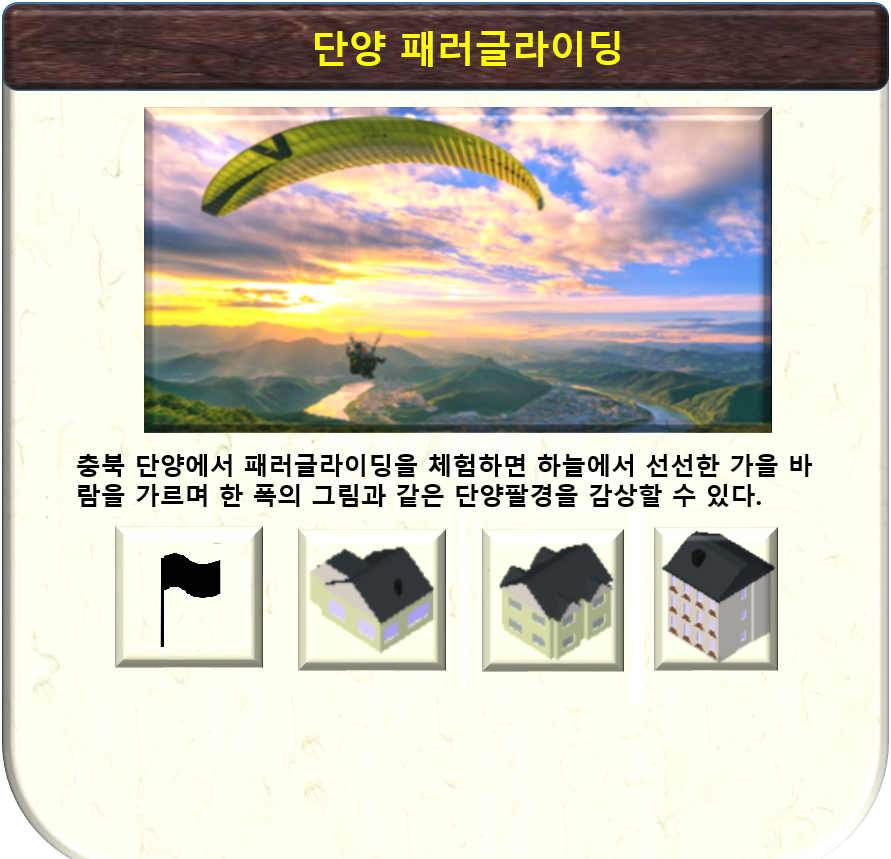 단양 패러글라이딩
충북 단양에서 패러글라이딩을 체험하면 하늘에서 선선한 가을 바
람을 가르며 한 폭의 그림과 같은 단양팔경을 감상할 수 있다.